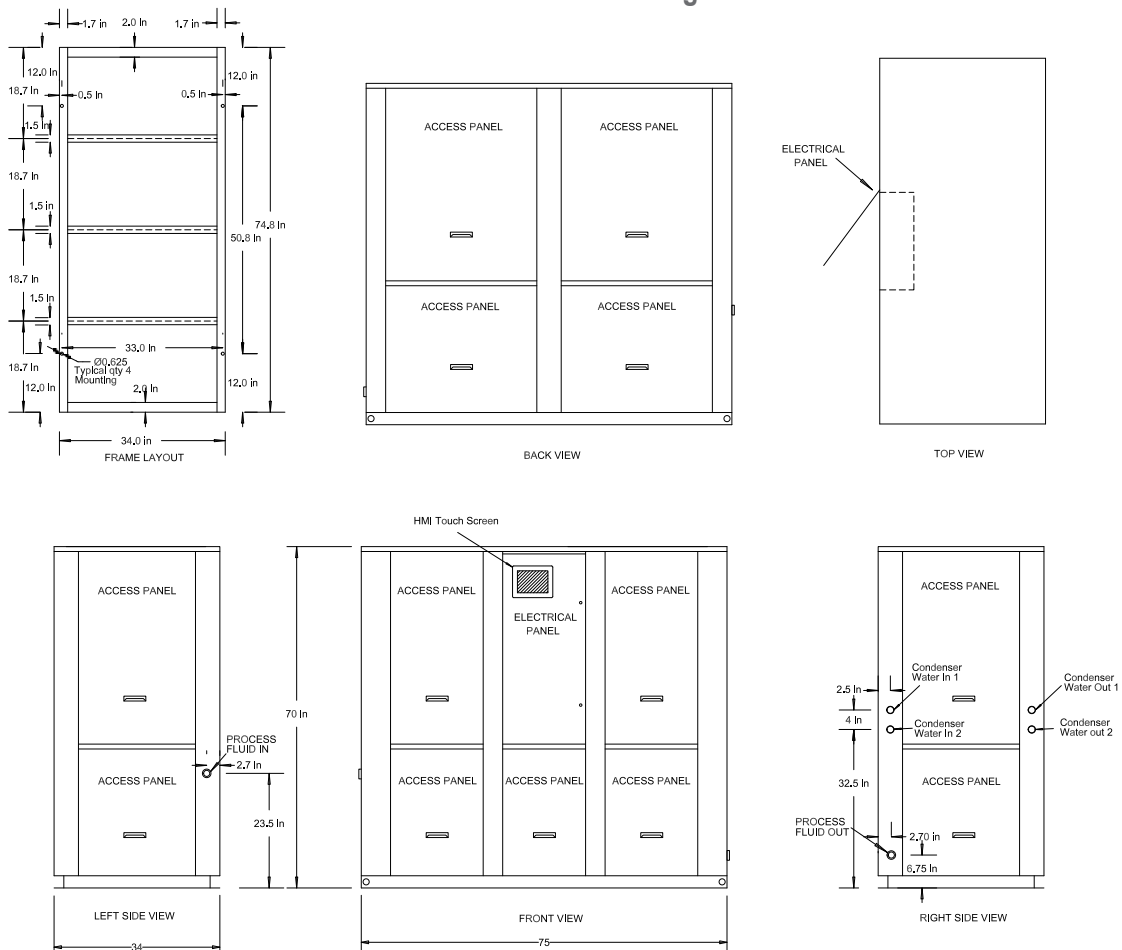 1.7 in
2.0 in
1.7 in
12.0 in
12.0 in
18.7 in
0.5 in
0.5 in
1.5 in
18.7 in
1.5 in
74.8 in
50.8 in
18.7 in
1.5 in
33.0 in
Ø0.625
Typical qty 4
Mounting
18.7 in
12.0 in
2.0 in
12.0 in
34.0 in
FRAME LAYOUT
ACCESS PANEL
ACCESS PANEL
ACCESS PANEL
ACCESS PANEL
BACK VIEW
ELECTRICAL
PANEL
TOP VIEW
ACCESS PANEL
PROCESS
FLUID IN
2.7 in
ACCESS PANEL
23.5 in
LEFT SIDE VIEW
34
HMI Touch Screen
ACCESS PANEL
ELECTRICAL
PANEL
ACCESS PANEL
70 in
ACCESS PANEL
ACCESS PANEL
ACCESS PANEL
FRONT VIEW
75
ACCESS PANEL
Condenser
Water In 1
Condenser
Water Out 1
2.5 in
4 in
Condenser
Water In 2
Condenser
Water out 2
32.5 in
ACCESS PANEL
PROCESS
FLUID OUT
2.70 in
6.75 in
RIGHT SIDE VIEW